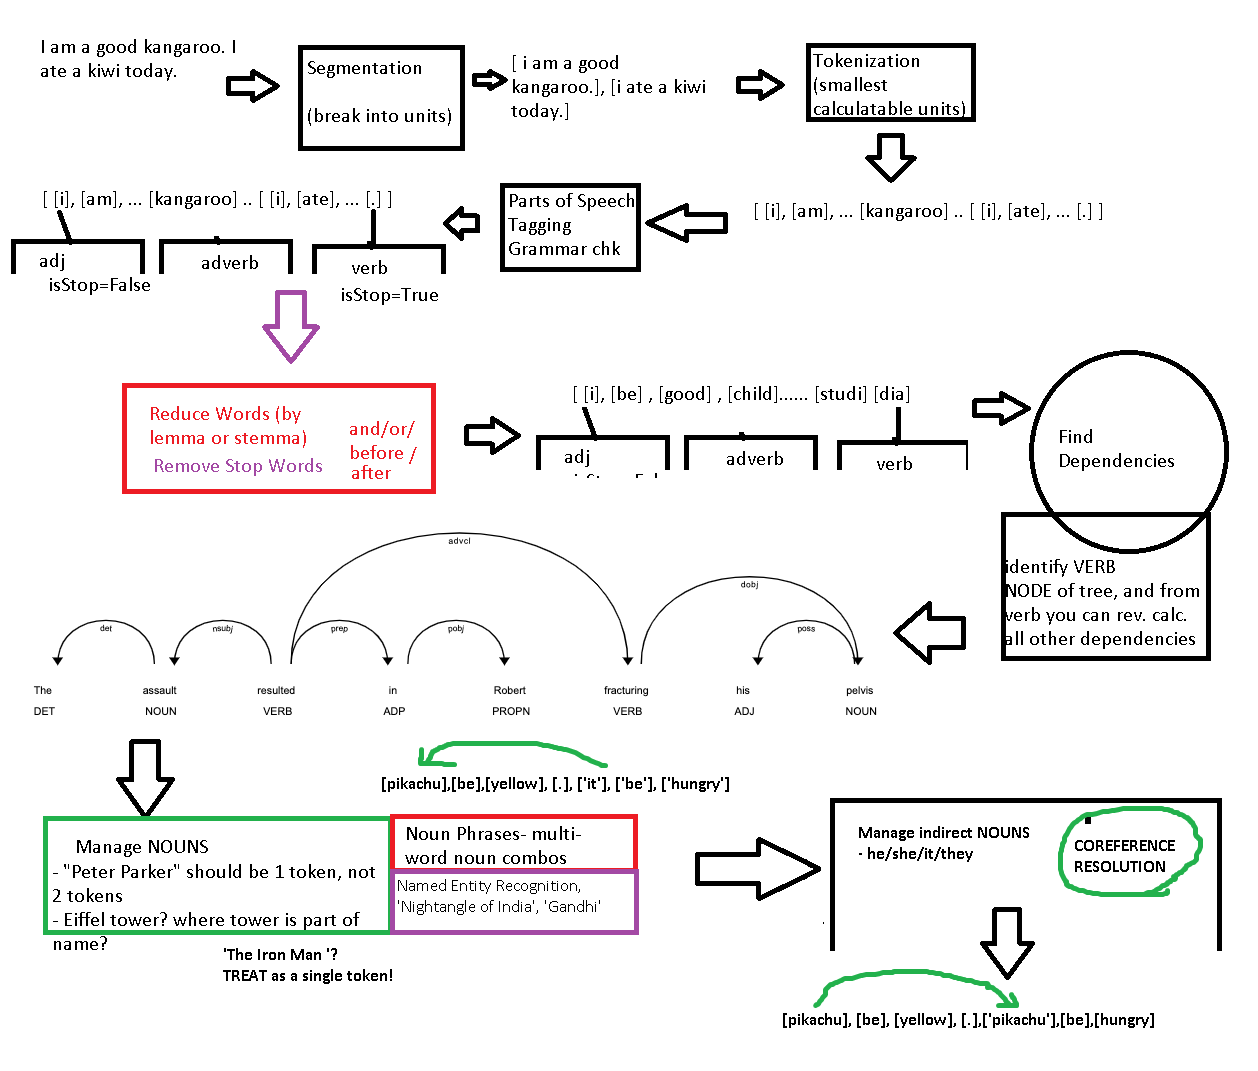 I am a good kangaroo. I
ate a kiwi today.
Segmentation
(break into units)
[ i am a good
kangaroo.], [i ate a kiwi
today.]
Tokenization
(smallest
calculatable units)
[ [i], [am], ... [kangaroo] .. [ [i], [ate], ... [.] ]
Parts of Speech
Tagging
Grammar chk
[ [i], [am], ... [kangaroo] .. [ [i], [ate], ... [.] ]
adj
isStop=False
adverb
verb
isStop=True
Reduce Words (by
lemma or stemma)
Remove Stop Words
and/or/
before /
after
[ [i], [be] , [good] , [child]...... [studi] [dia]
adj
adverb
verb
Find
Dependencies
identify VERB
NODE of tree, and from
verb you can rev. calc.
all other dependencies
advcl
dobj
det
nsubj
prep
pobj
poss
The assault resulted in Robert fracturing his pelvis
DET NOUN VERB ADP PROPN VERB ADJ NOUN
[pikachu],[be],[yellow], [.], ['it'], ['be'], ['hungry']
Manage NOUNS
- "Peter Parker" should be 1 token, not
2 tokens
- Eiffel tower? where tower is part of
name?
Noun Phrases- multi-
word noun combos
Named Entity Recognition,
'Nightangle of India', 'Gandhi'
'The Iron Man '?
TREAT as a single token!
Manage indirect NOUNS
- he/she/it/they
COREFERENCE
RESOLUTION
[pikachu], [be], [yellow], [.],['pikachu'],[be],[hungry]